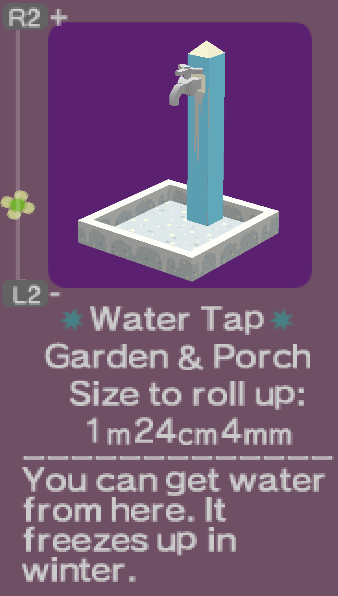 R2 +
L2 -
Water Tap
Garden & Porch
Size to roll up:
1m24cm4mm
You can get water
from here. It
freezes up in
winter.